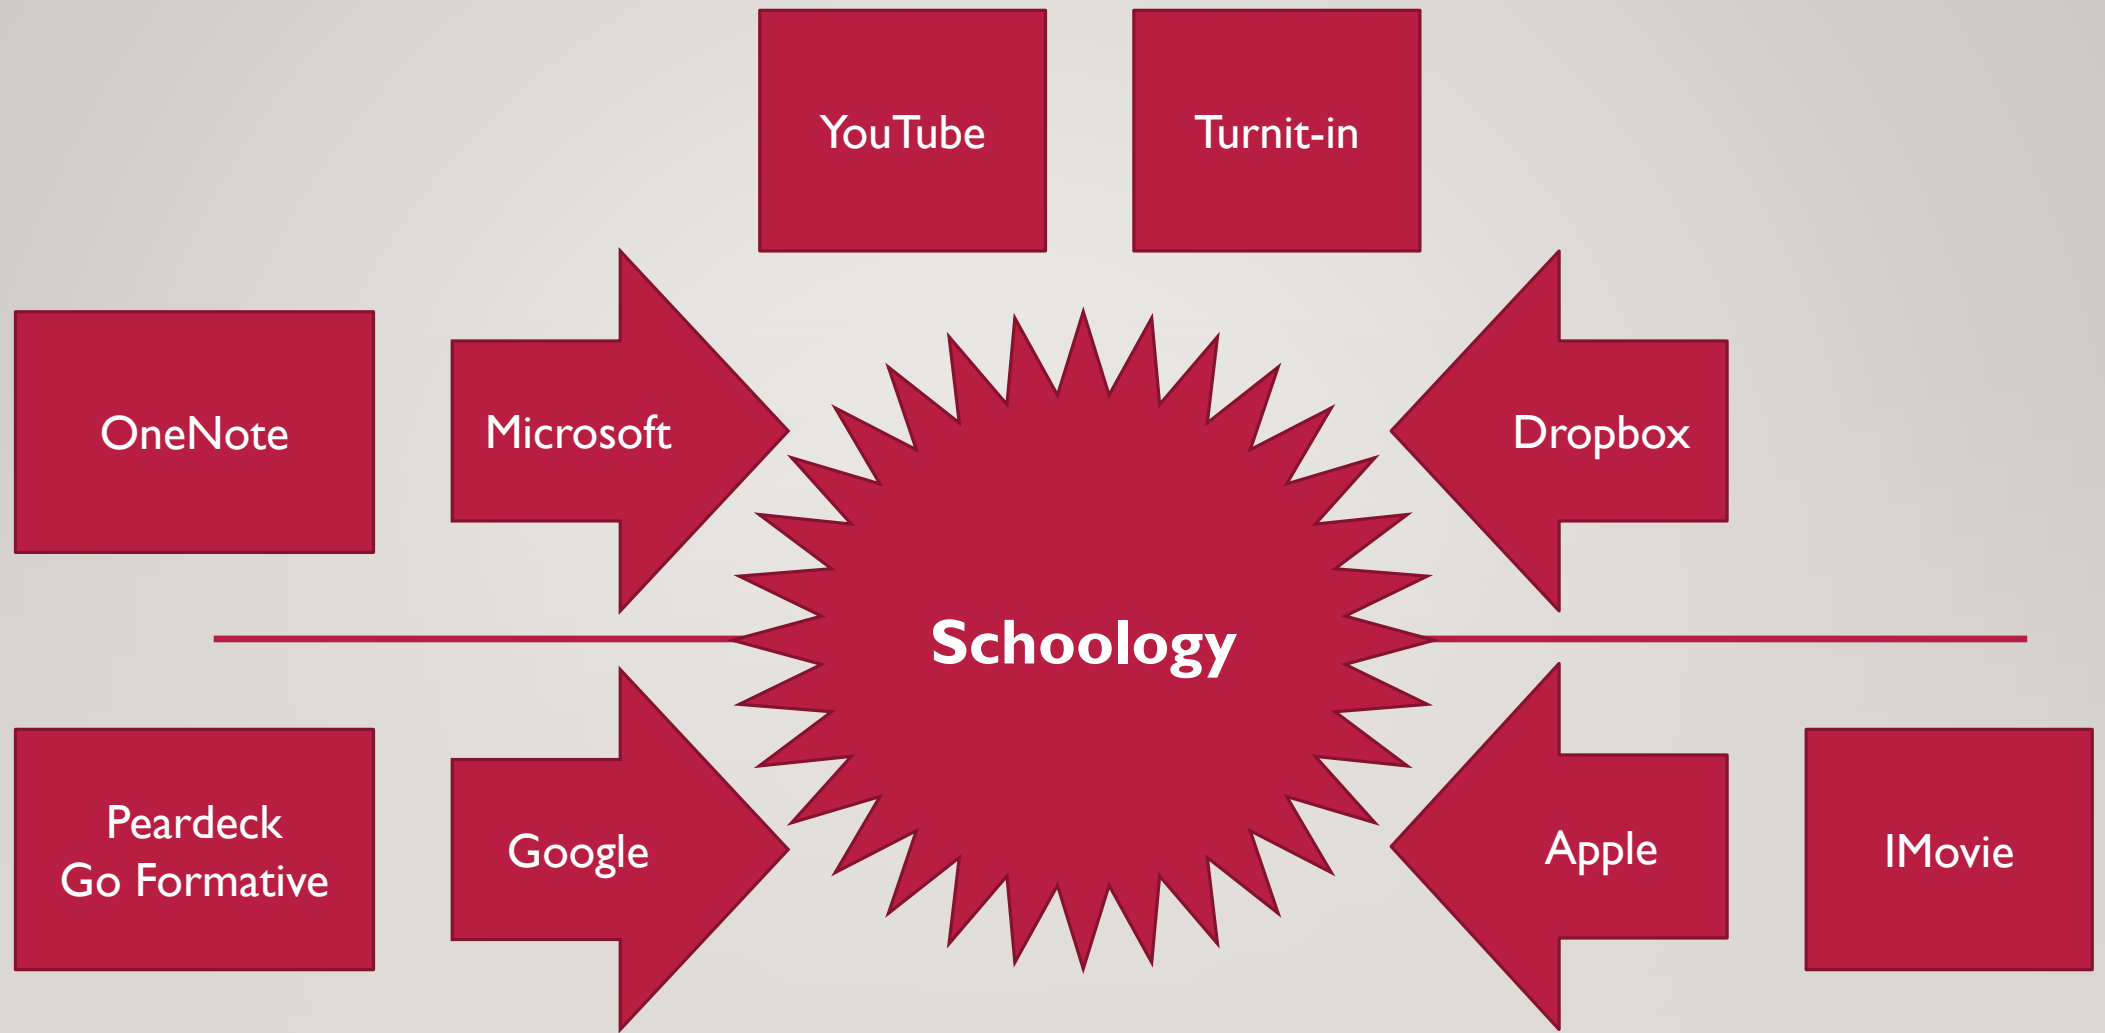 YouTube
Turnit-in
OneNote
Microsoft
Dropbox
Schoology
Peardeck
Go Formative
Google
Apple
IMovie